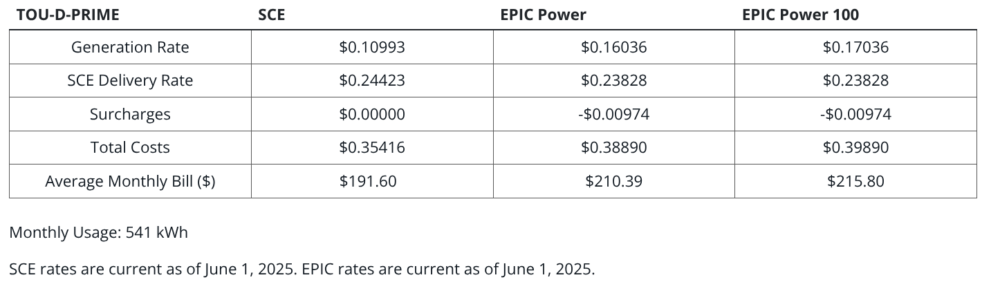 TOU-D-PRIME SCE EPIC Power EPIC Power 100
Generation Rate $0.10993 $0.16036 $0.17036
SCE Delivery Rate $0.24423 $0.23828 $0.23828
Surcharges $0.00000 -$0.00974 -$0.00974
Total Costs $0.35416 $0.38890 $0.39890
Average Monthly Bill ($) $191.60 $210.39 $215.80
Monthly Usage: 541 kWh
SCE rates are current as of June 1, 2025. EPIC rates are current as of June 1, 2025.